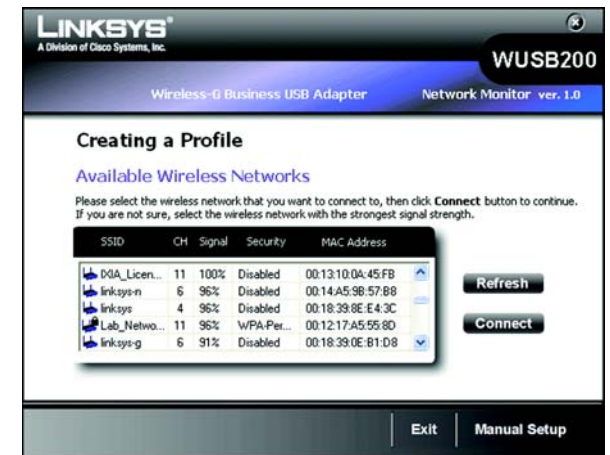 LINKSYS®
A Division of Cisco Systems, Inc.
WUSB200
Wireless-G Business USB Adapter Network Monitor ver. 1.0
Creating a Profile
Available Wireless Networks
Please select the wireless network that you want to connect to, then click Connect button to continue.
If you are not sure, select the wireless network with the strongest signal strength.
SSID CH Signal Security MAC Address
IXIA_Licen... 11 100% Disabled 00:13:10:0A:45:FB
linksys-n 6 96% Disabled 00:14:A5:9B:57:B8
linksys 4 96% Disabled 00:18:39:8E:E4:3C
Lab_Netwo... 11 96% WPA-Per... 00:12:17:A5:55:8D
linksys-g 6 91% Disabled 00:18:39:0E:B1:D8
Refresh
Connect
Exit Manual Setup